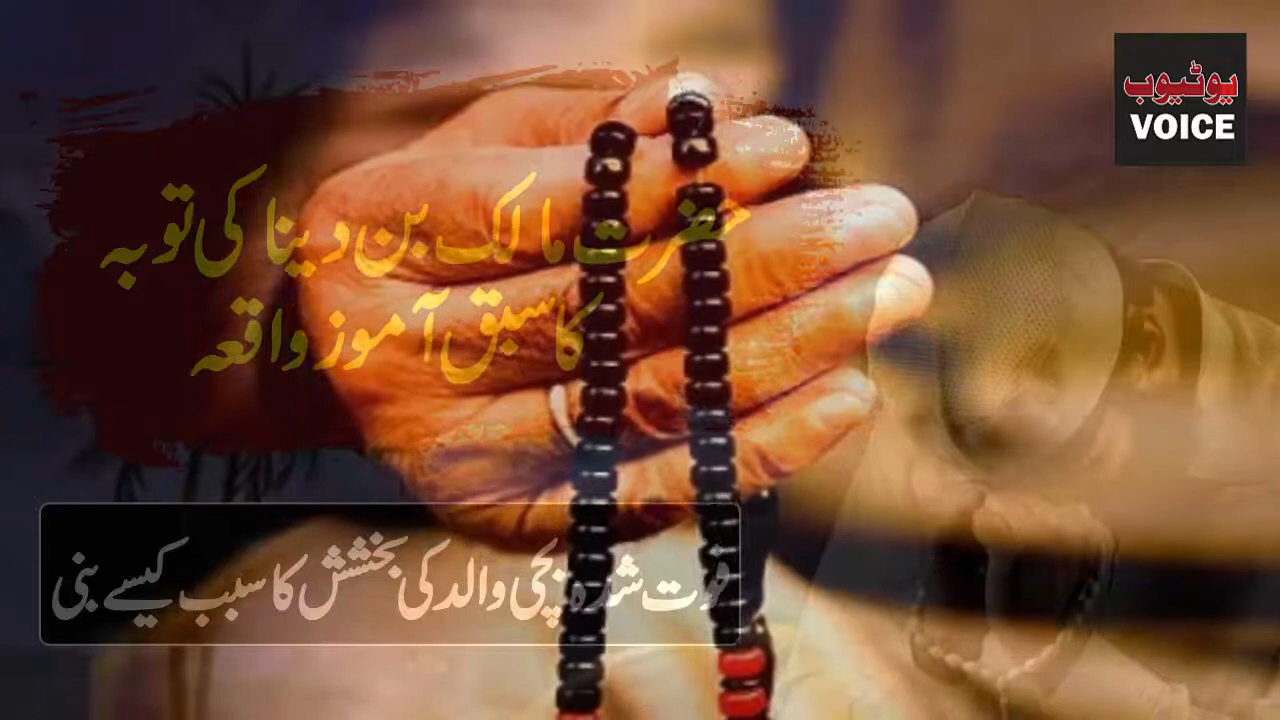 یوٹیوب
VOICE
حضرت مالک بن دینا کی توبہ
کا سبق آموز واقعہ
فوت شدہ بچی والد کی بخشش کا سبب کیسے بنی